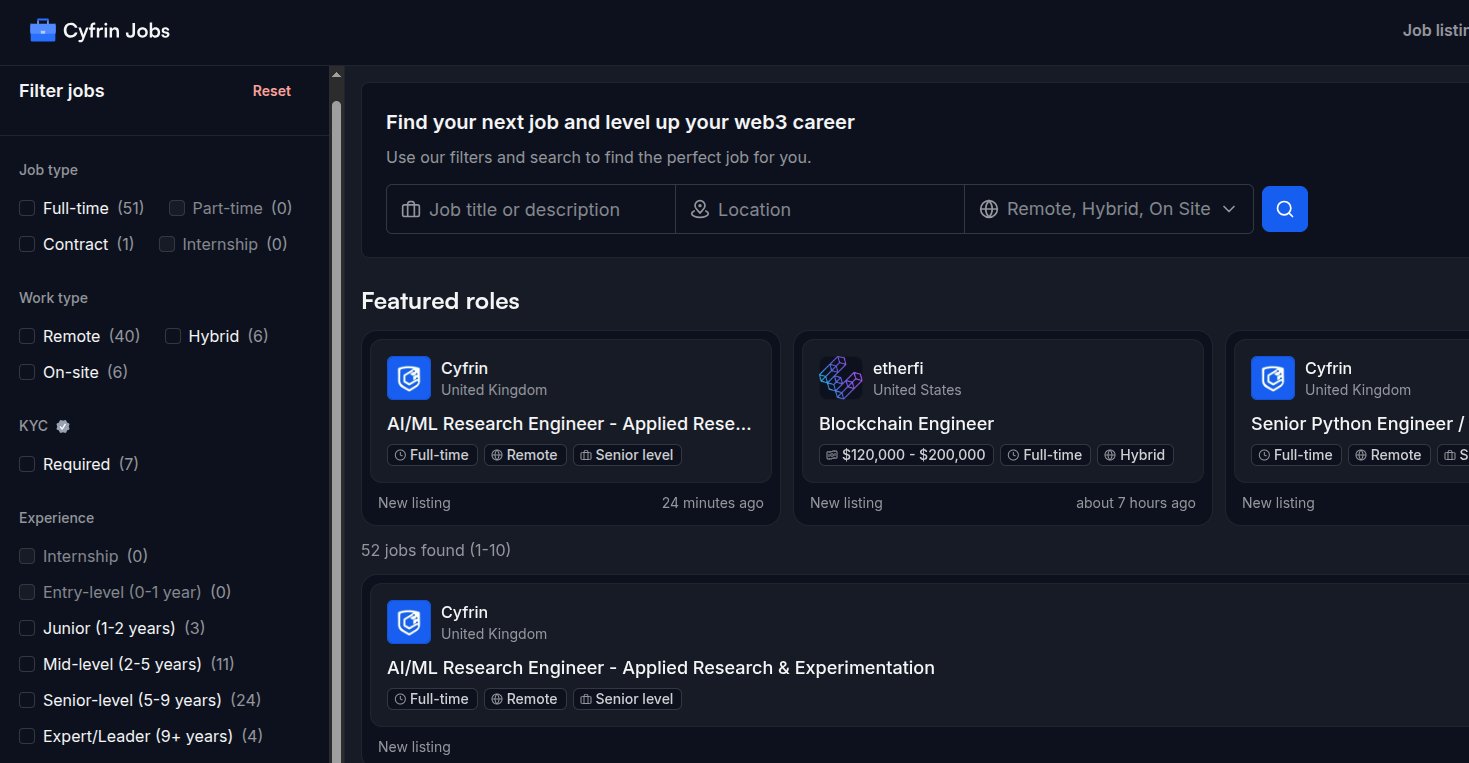 Cyfrin Jobs
Job listin
Filter jobs
Reset
Job type
Full-time (51) Part-time (0)
Contract (1) Internship (0)
Work type
Remote (40) Hybrid (6)
On-site (6)
KYC
Required (7)
Experience
Internship (0)
Entry-level (0-1 year) (0)
Junior (1-2 years) (3)
Mid-level (2-5 years) (11)
Senior-level (5-9 years) (24)
Expert/Leader (9+ years) (4)
Find your next job and level up your web3 career
Use our filters and search to find the perfect job for you.
Job title or description
Location
Remote, Hybrid, On Site
Featured roles
Cyfrin
United Kingdom
AI/ML Research Engineer - Applied Rese...
Full-time Remote Senior level
New listing 24 minutes ago
etherfi
United States
Blockchain Engineer
$120,000 - $200,000 Full-time Hybrid
New listing about 7 hours ago
Cyfrin
United Kingdom
Senior Python Engineer /
Full-time Remote S
New listing
52 jobs found (1-10)
Cyfrin
United Kingdom
AI/ML Research Engineer - Applied Research & Experimentation
Full-time Remote Senior level
New listing